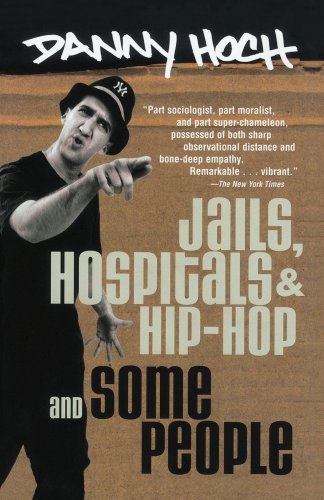 DANNY HOCH
NY
"Part sociologist, part moralist,
and part super-chameleon,
possessed of both sharp
observational distance and
bone-deep empathy.
Remarkable . . . vibrant."
—The New York Times
Jails,
Hospitals &
Hip-Hop
and Some
People